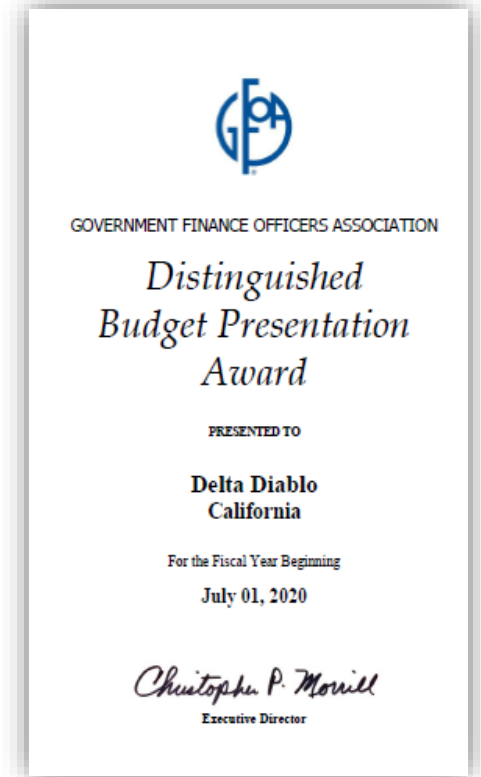 GFOA
GOVERNMENT FINANCE OFFICERS ASSOCIATION
Distinguished
Budget Presentation
Award
PRESENTED TO
Delta Diablo
California
For the Fiscal Year Beginning
July 01, 2020
Christopher P. Morrill
Executive Director